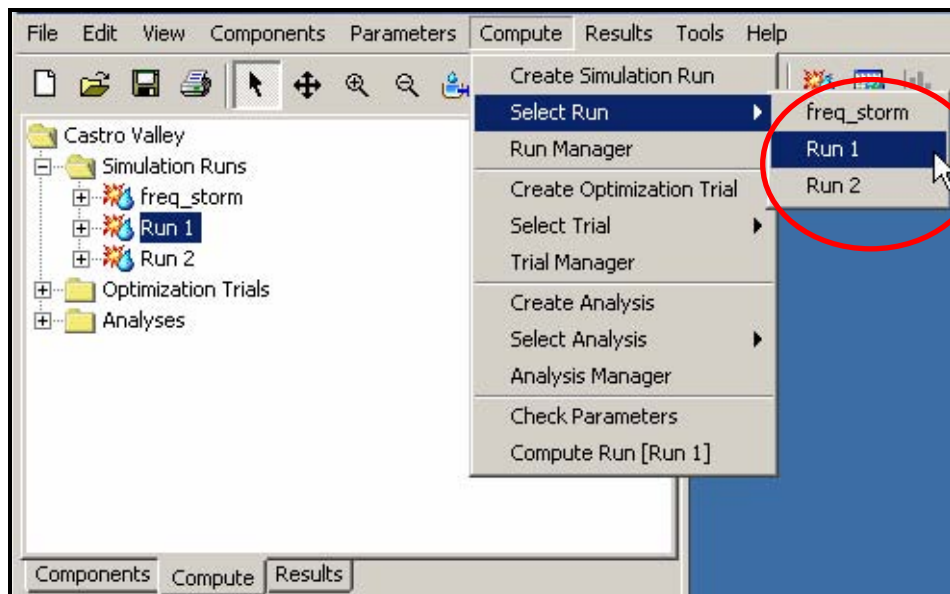 File Edit View Components Parameters Compute Results Tools Help
Castro Valley
Simulation Runs
freq_storm
Run 1
Run 2
Optimization Trials
Analyses
Create Simulation Run
Select Run
Run Manager
Create Optimization Trial
Select Trial
Trial Manager
Create Analysis
Select Analysis
Analysis Manager
Check Parameters
Compute Run [Run 1]
freq_storm
Run 1
Run 2
Components Compute Results